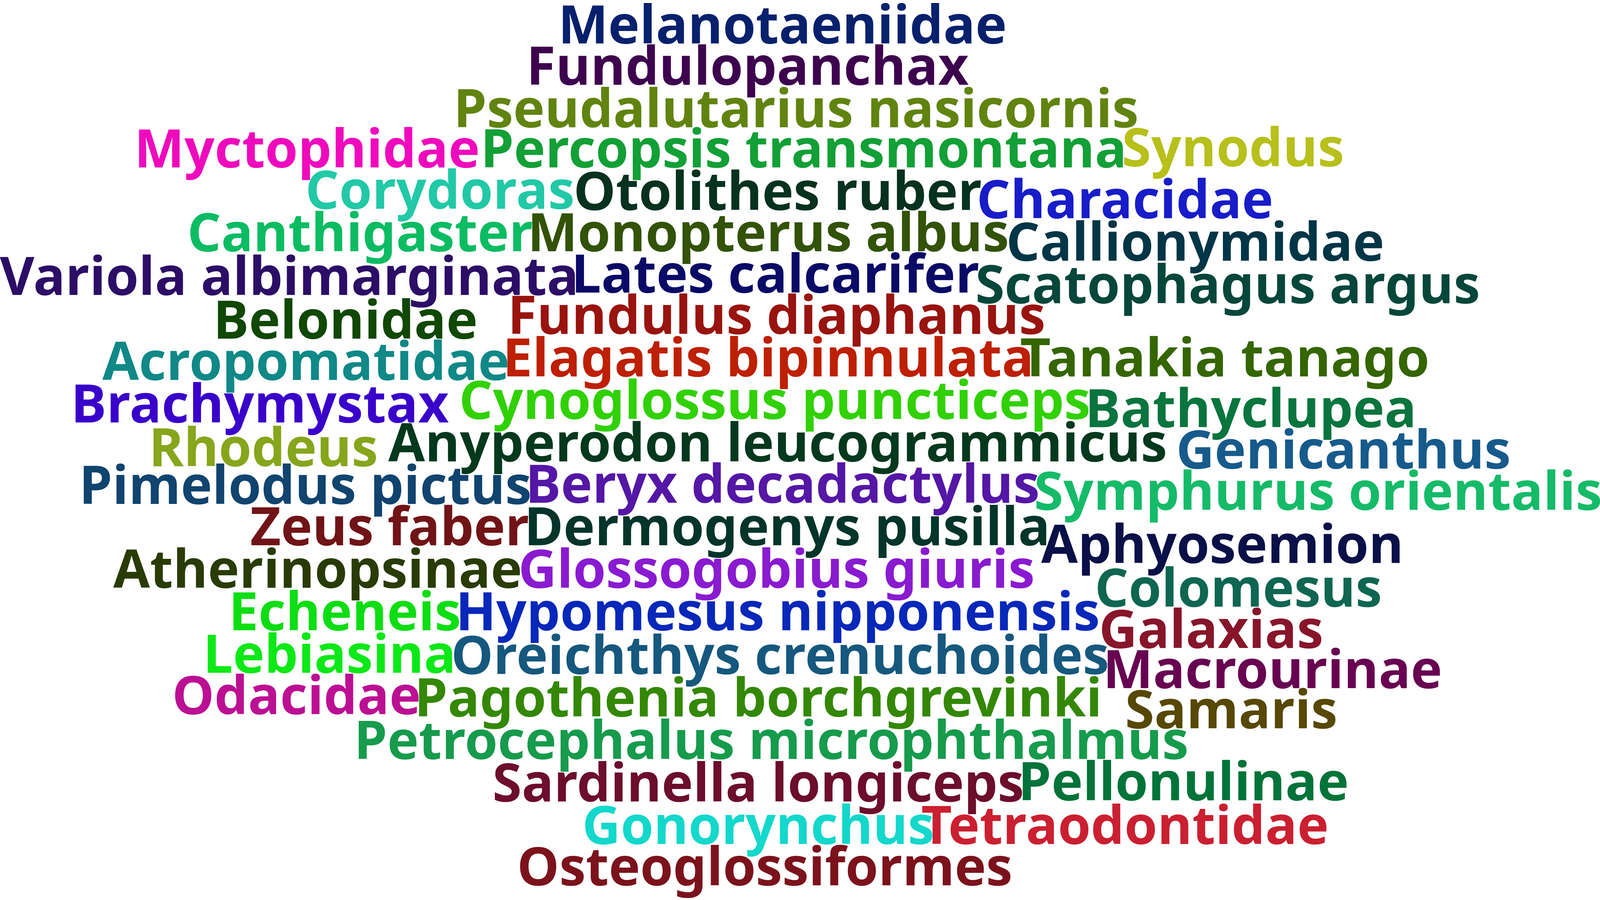 Melanotaeniidae
Fundulopanchax
Pseudalutarius nasicornis
Myctophidae Percopsis transmontana Synodus
Corydoras Otolithes ruber Characidae
Canthigaster Monopterus albus Callionymidae
Variola albimarginata Lates calcarifer Scatophagus argus
Belonidae Fundulus diaphanus
Acropomatidae Elagatis bipinnulata Tanakia tanago
Brachymystax Cynoglossus puncticeps Bathyclupea
Rhodeus Anyperodon leucogrammicus Genicanthus
Pimelodus pictus Beryx decadactylus Symphurus orientalis
Zeus faber Dermogenys pusilla Aphyosemion
Atherinopsinae Glossogobius giuris Colomesus
Echeneis Hypomesus nipponensis Galaxias
Lebiasina Oreichthys crenuchoides Macrourinae
Odacidae Pagothenia borchgrevinki Samaris
Petrocephalus microphthalmus
Sardinella longiceps Pellonulinae
Gonorynchus Tetraodontidae
Osteoglossiformes